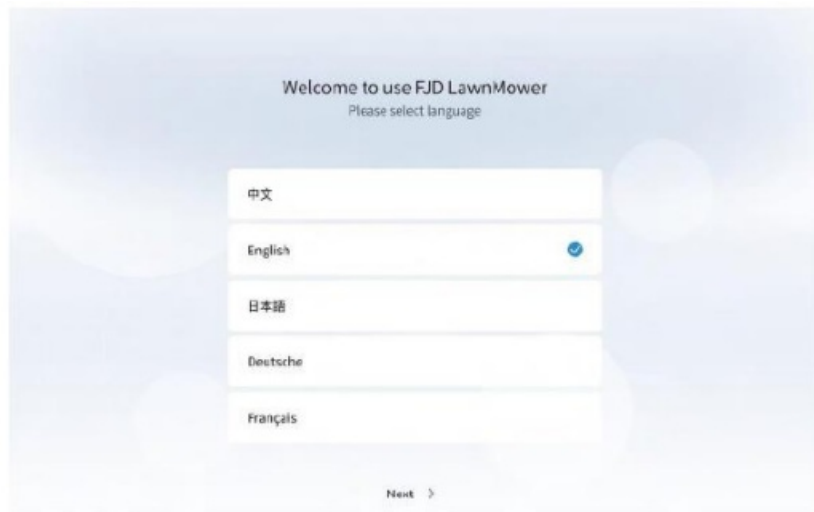 Welcome to use FJD LawnMower
Please select language
中文
English
日本語
Deutsche
Français
Next >